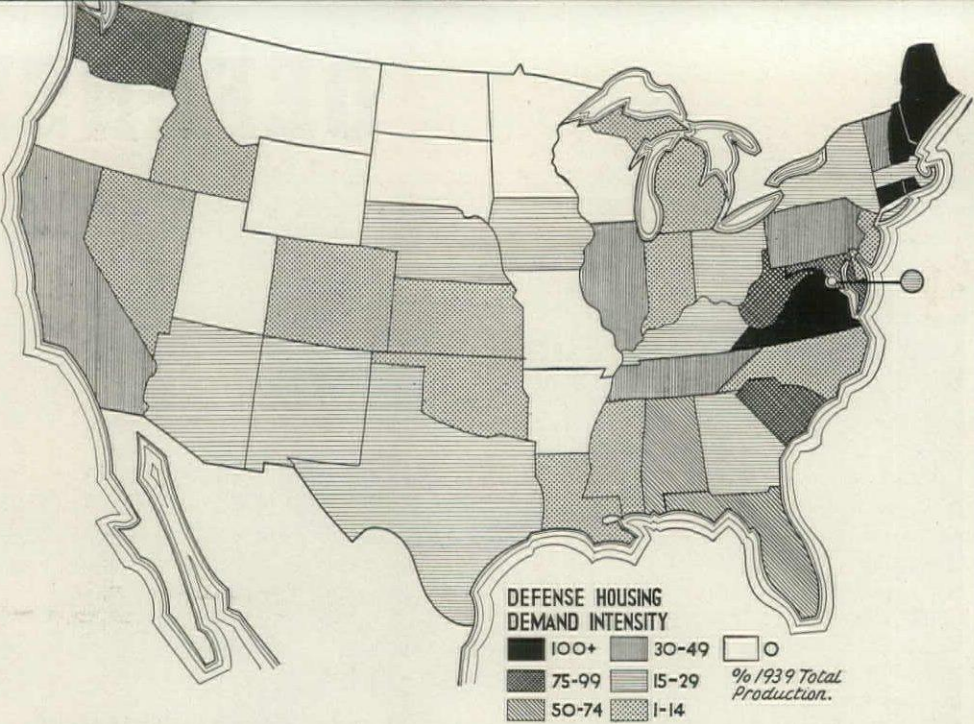 DEFENSE HOUSING
DEMAND INTENSITY
100+ 30-49 0
75-99 15-29 % 1939 Total
50-74 1-14 Production.